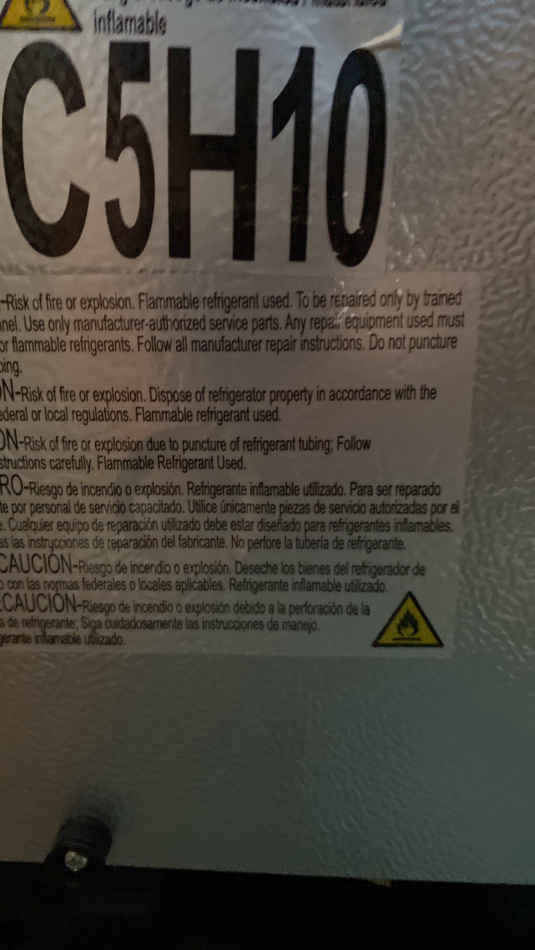 inflamable
C5H10
-Risk of fire or explosion. Flammable refrigerant used. To be repaired only by trained
nel. Use only manufacturer-authorized service parts. Any repair equipment used must
or flammable refrigerants. Follow all manufacturer repair instructions. Do not puncture
bing.
ON-Risk of fire or explosion. Dispose of refrigerator property in accordance with the
ederal or local regulations. Flammable refrigerant used.
ON-Risk of fire or explosion due to puncture of refrigerant tubing; Follow
structions carefully. Flammable Refrigerant Used.
RO-Riesgo de incendio o explosión. Refrigerante inflamable utilizado. Para ser reparado
te por personal de servicio capacitado. Utilice únicamente piezas de servicio autorizadas por el
e. Cualquier equipo de reparación utilizado debe estar diseñado para refrigerantes inflamables.
as las instrucciones de reparación del fabricante. No perfore la tubería de refrigerante.
CAUCIÓN-Riesgo de incendio o explosión. Deseche los bienes del refrigerador de
o con las normas federales o locales aplicables. Refrigerante inflamable utilizado.
ECAUCIÓN-Riesgo de incendio o explosión debido a la perforación de la
a de refrigerante; Siga cuidadosamente las instrucciones de manejo.
gerante inflamable utilizado.